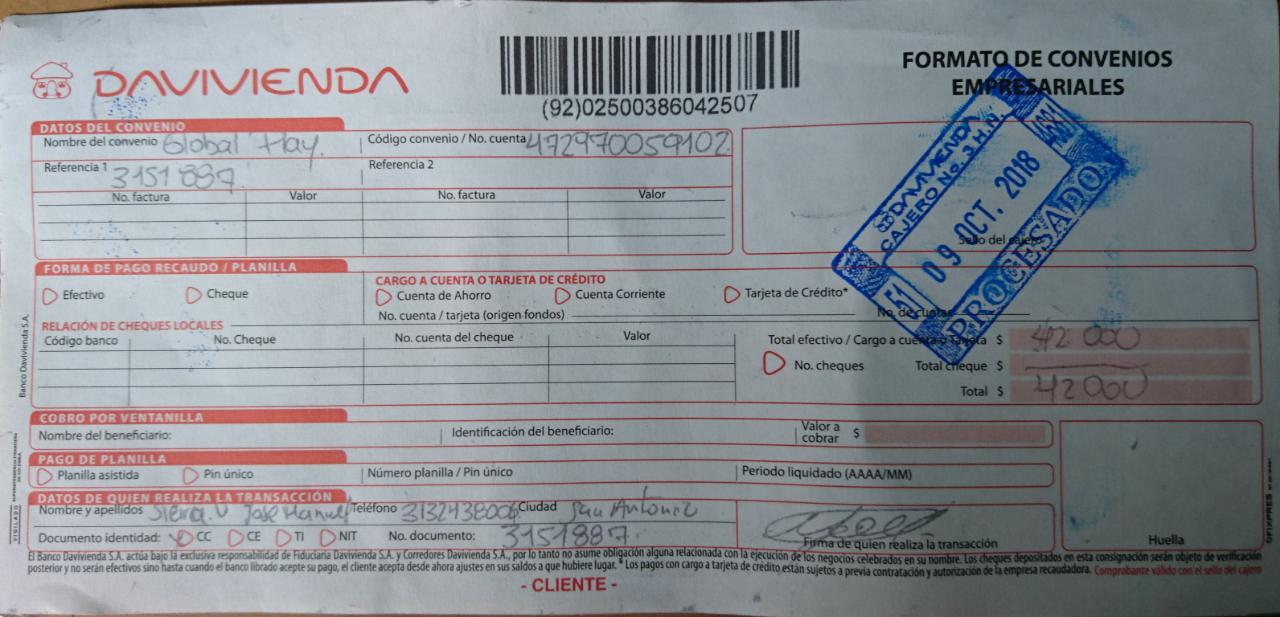 DAVIVIENDA
(92)02500386042507
FORMATO DE CONVENIOS
EMPRESARIALES
DATOS DEL CONVENIO
Nombre del convenio Global Play.
Código convenio / No. cuenta 472970059102
Referencia 1 3151887
Referencia 2
No. factura Valor No. factura Valor
DAVIVIENDA
CAJERO No. 3 H.N.
09 OCT. 2018
51
PROCESADO
Sello del cajero
FORMA DE PAGO RECAUDO / PLANILLA
Efectivo Cheque
CARGO A CUENTA O TARJETA DE CRÉDITO
Cuenta de Ahorro Cuenta Corriente Tarjeta de Crédito*
No. cuenta / tarjeta (origen fondos) No. de cuotas
RELACIÓN DE CHEQUES LOCALES
Código banco No. Cheque No. cuenta del cheque Valor
Total efectivo / Cargo a cuenta o Tarjeta $ 42 000
No. cheques Total cheque $
Total $ 42 000
COBRO POR VENTANILLA
Nombre del beneficiario: Identificación del beneficiario: Valor a cobrar $
PAGO DE PLANILLA
Planilla asistida Pin único Número planilla / Pin único Periodo liquidado (AAAA/MM)
DATOS DE QUIEN REALIZA LA TRANSACCIÓN
Nombre y apellidos Sierra. V José Manuel Teléfono 3132438006 Ciudad San Antonio
Documento identidad: CC CE TI NIT No. documento: 3151887
Firma de quien realiza la transacción
Huella
El Banco Davivienda S.A. actúa bajo la exclusiva responsabilidad de Fiduciaria Davivienda S.A. y Corredores Davivienda S.A., por lo tanto no asume obligación alguna relacionada con la ejecución de los negocios celebrados en su nombre. Los cheques depositados en esta consignación serán objeto de verificación
posterior y no serán efectivos sino hasta cuando el banco librado acepte su pago, el cliente acepta desde ahora ajustes en sus saldos a que hubiere lugar. * Los pagos con cargo a tarjeta de crédito están sujetos a previa contratación y autorización de la empresa recaudadora. Comprobante válido con el sello del cajero
- CLIENTE -
Banco Davivienda S.A.
VIGILADO